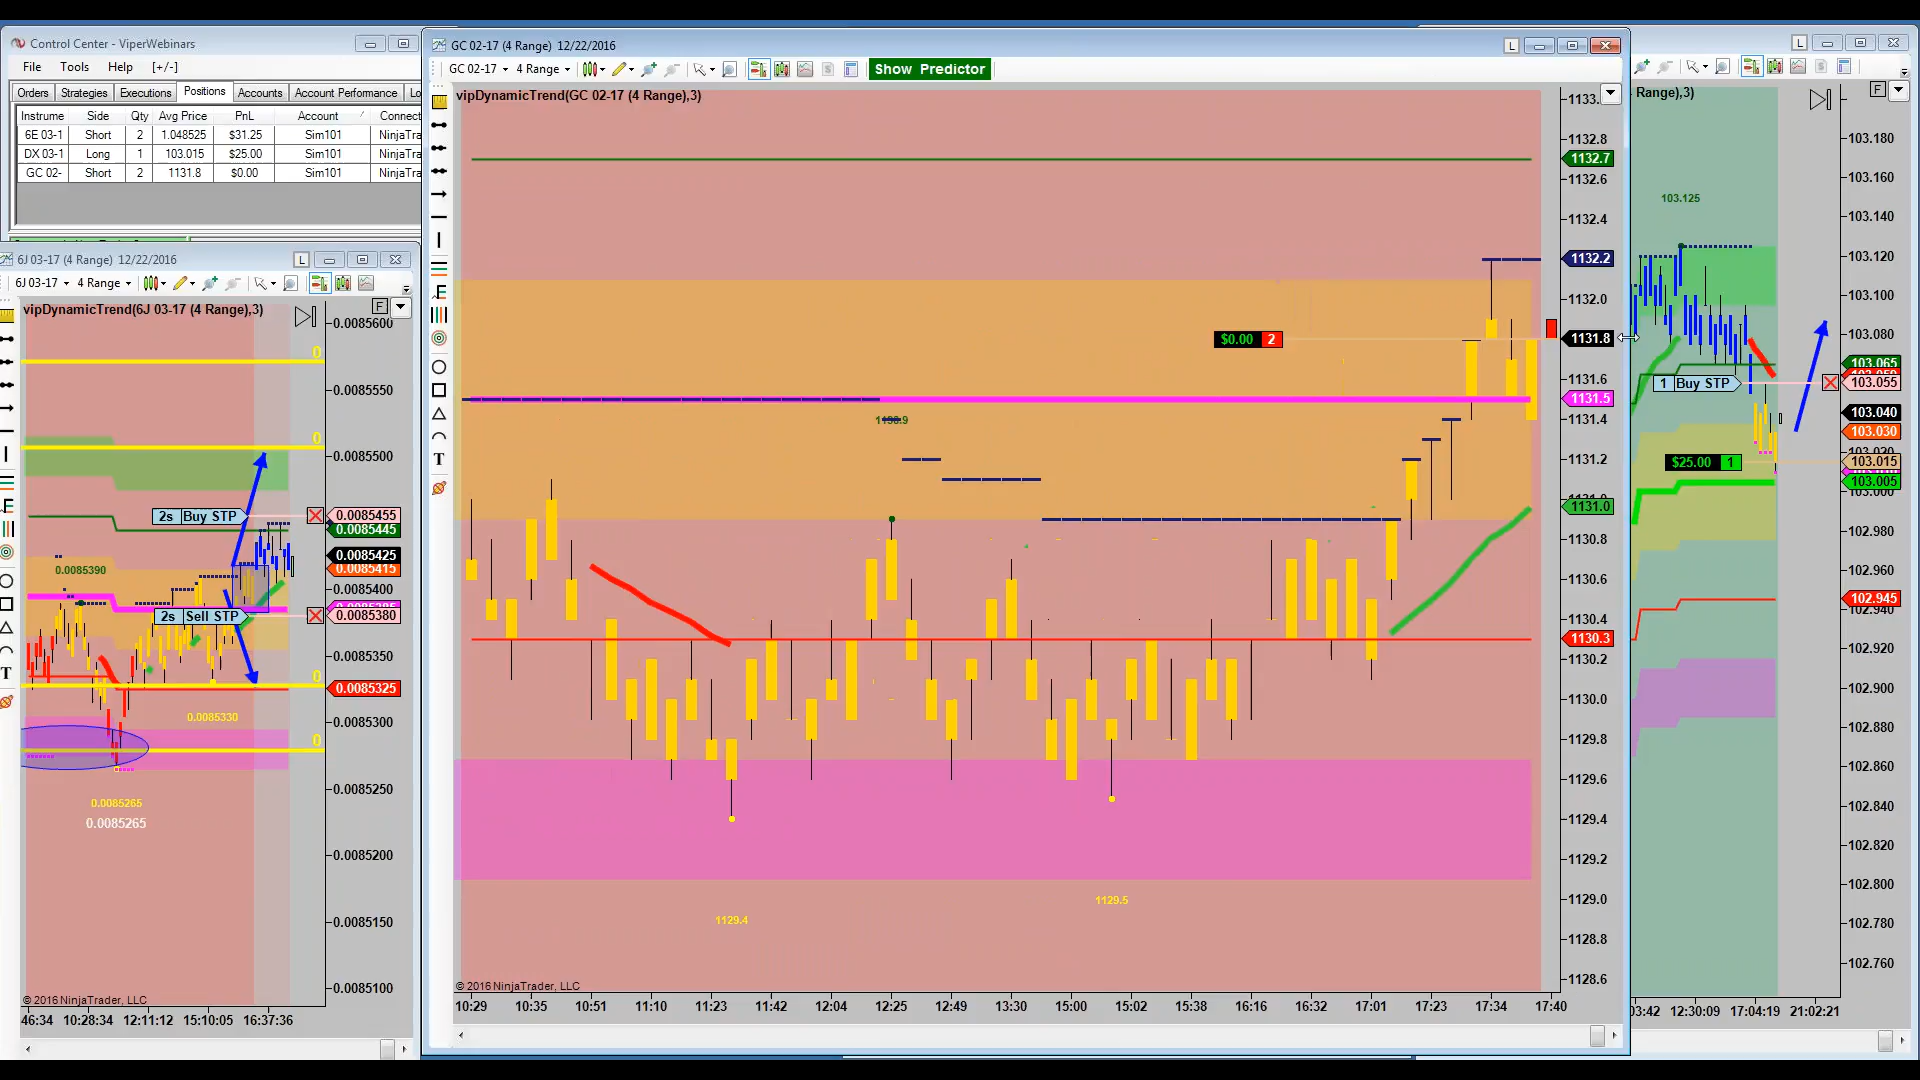 Control Center - ViperWebinars
File Tools Help [+/-]
Orders Strategies Executions Positions Accounts Account Performance Lo
Instrume Side Qty Avg Price PnL Account Connect
6E 03-1 Short 2 1.048525 $31.25 Sim101 NinjaTra
DX 03-1 Long 1 103.015 $25.00 Sim101 NinjaTra
GC 02- Short 2 1131.8 $0.00 Sim101 NinjaTra
6J 03-17 (4 Range) 12/22/2016
L
6J 03-17 4 Range
vipDynamicTrend(6J 03-17 (4 Range),3)
F
0.0085600
0
0.0085550
0
0.0085500
2s Buy STP
0.0085455
0.0085445
0.0085425
0.0085415
0.0085390
0.0085400
2s Sell STP
0.0085380
0.0085350
0
0.0085325
0.0085330
0.0085300
0
0.0085250
0.0085265
0.0085265
0.0085200
0.0085150
0.0085100
© 2016 NinjaTrader, LLC
46:34 10:28:34 12:11:12 15:10:05 16:37:36
GC 02-17 (4 Range) 12/22/2016
L
GC 02-17 4 Range
Show Predictor
vipDynamicTrend(GC 02-17 (4 Range),3)
1133.
1132.8
1132.7
1132.6
1132.4
1132.2
1132.0
$0.00 2
1131.8
1131.6
1131.5
1131.4
1131.2
1131.0
1130.8
1130.6
1130.4
1130.3
1130.2
1130.0
1129.8
1129.6
1129.4
1129.2
1129.0
1129.5
1129.4
1128.8
1128.6
© 2016 NinjaTrader, LLC
10:29 10:35 10:51 11:10 11:23 11:42 12:04 12:25 12:49 13:30 15:00 15:02 15:38 16:16 16:32 17:01 17:23 17:34 17:40
L
Range),3)
F
103.180
103.160
103.125
103.140
103.120
103.100
103.080
103.065
1 Buy STP
103.055
103.040
103.030
$25.00 1
103.015
103.005
102.980
102.960
102.945
102.940
102.920
102.900
102.880
102.860
102.840
102.820
102.800
102.780
102.760
03:42 12:30:09 17:04:19 21:02:21